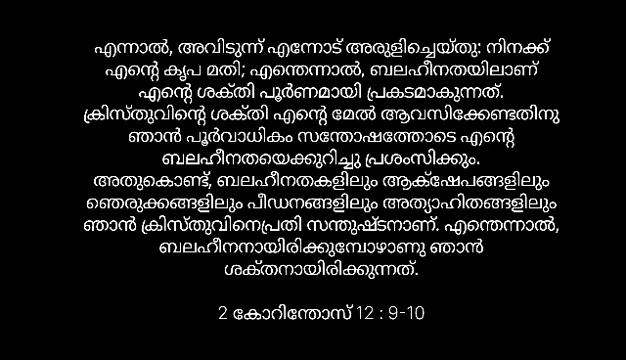 എന്നാൽ, അവിടുന്ന് എന്നോട് അരുളിച്ചെയ്തു: നിനക്ക്
എന്റെ കൃപ മതി; എന്തെന്നാൽ, ബലഹീനതയിലാണ്
എന്റെ ശക്തി പൂർണമായി പ്രകടമാകുന്നത്.
ക്രിസ്തുവിന്റെ ശക്തി എന്റെ മേൽ ആവസിക്കേണ്ടതിനു
ഞാൻ പൂർവാധികം സന്തോഷത്തോടെ എന്റെ
ബലഹീനതയെക്കുറിച്ചു പ്രശംസിക്കും.
അതുകൊണ്ട്, ബലഹീനതകളിലും ആക്ഷേപങ്ങളിലും
ഞെരുക്കങ്ങളിലും പീഡനങ്ങളിലും അത്യാഹിതങ്ങളിലും
ഞാൻ ക്രിസ്തുവിനെപ്രതി സന്തുഷ്ടനാണ്. എന്തെന്നാൽ,
ബലഹീനനായിരിക്കുമ്പോഴാണു ഞാൻ
ശക്തനായിരിക്കുന്നത്.
2 കോറിന്തോസ് 12 : 9-10